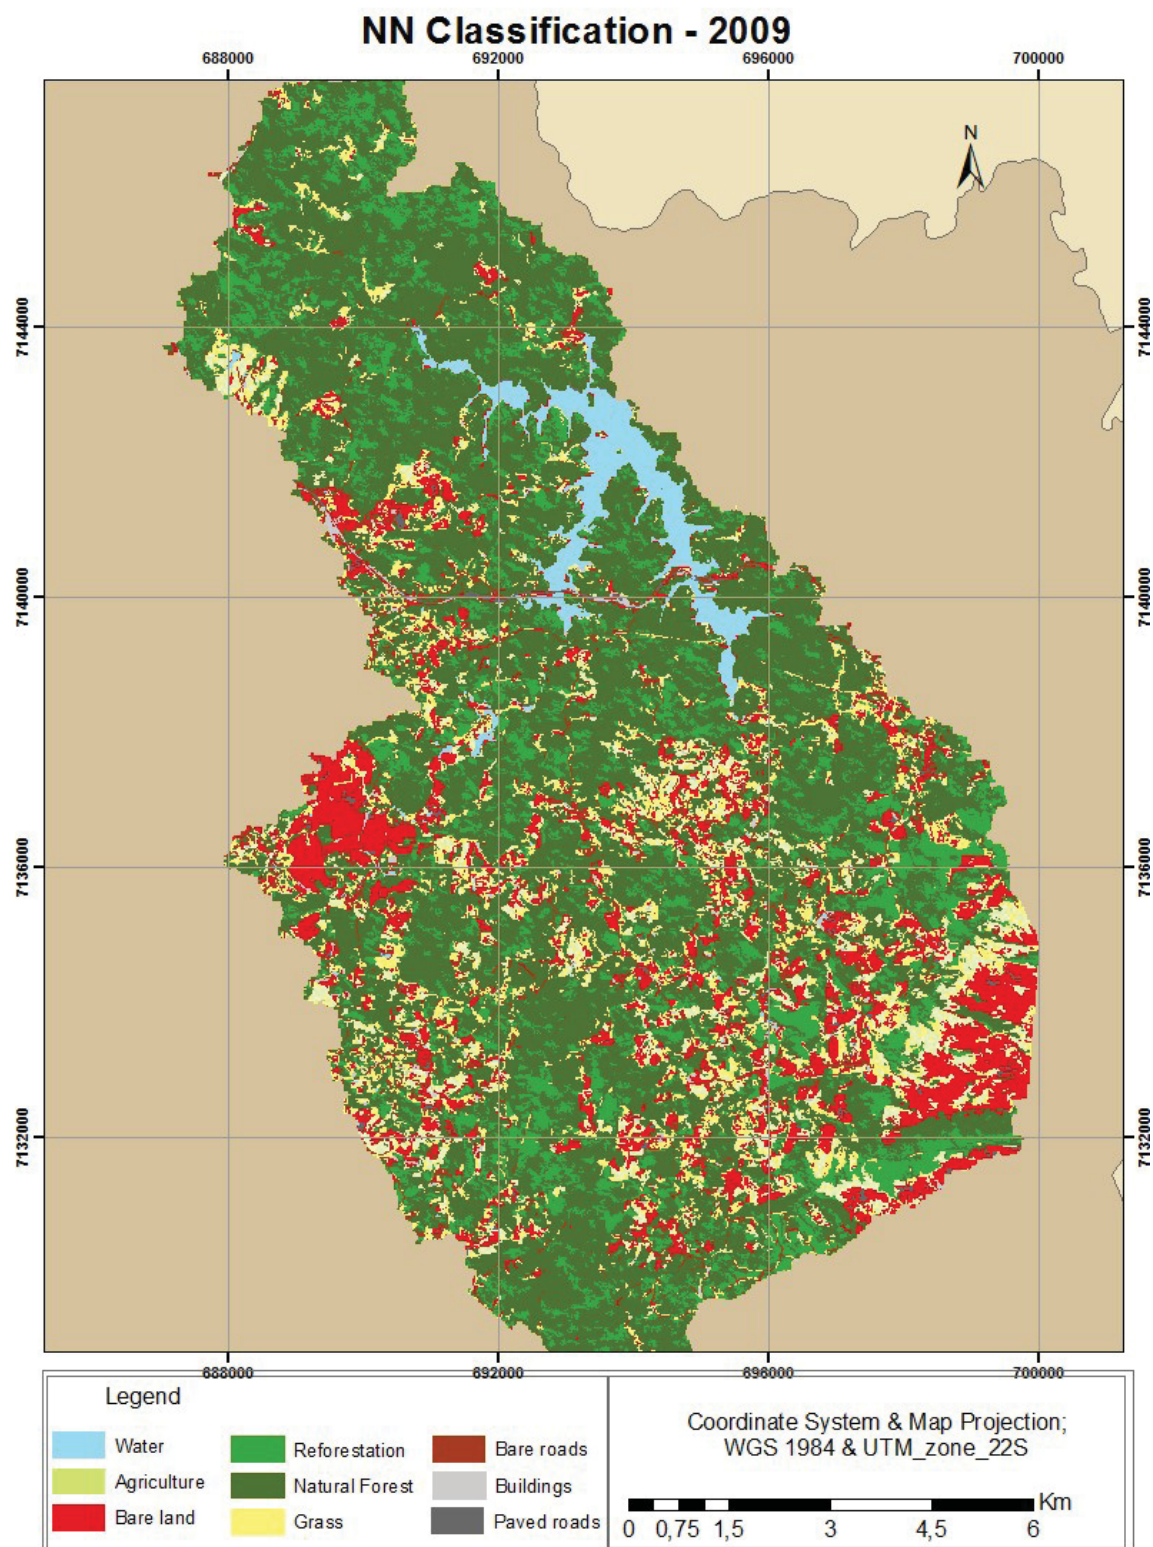 NN Classification - 2009
688000 692000 696000 700000
N
7144000 7144000
7140000 7140000
7136000 7136000
7132000 7132000
688000 692000 696000 700000
Legend
Water
Agriculture
Bare land
Reforestation
Natural Forest
Grass
Bare roads
Buildings
Paved roads
Coordinate System & Map Projection;
WGS 1984 & UTM_zone_22S
Km
0 0,75 1,5 3 4,5 6